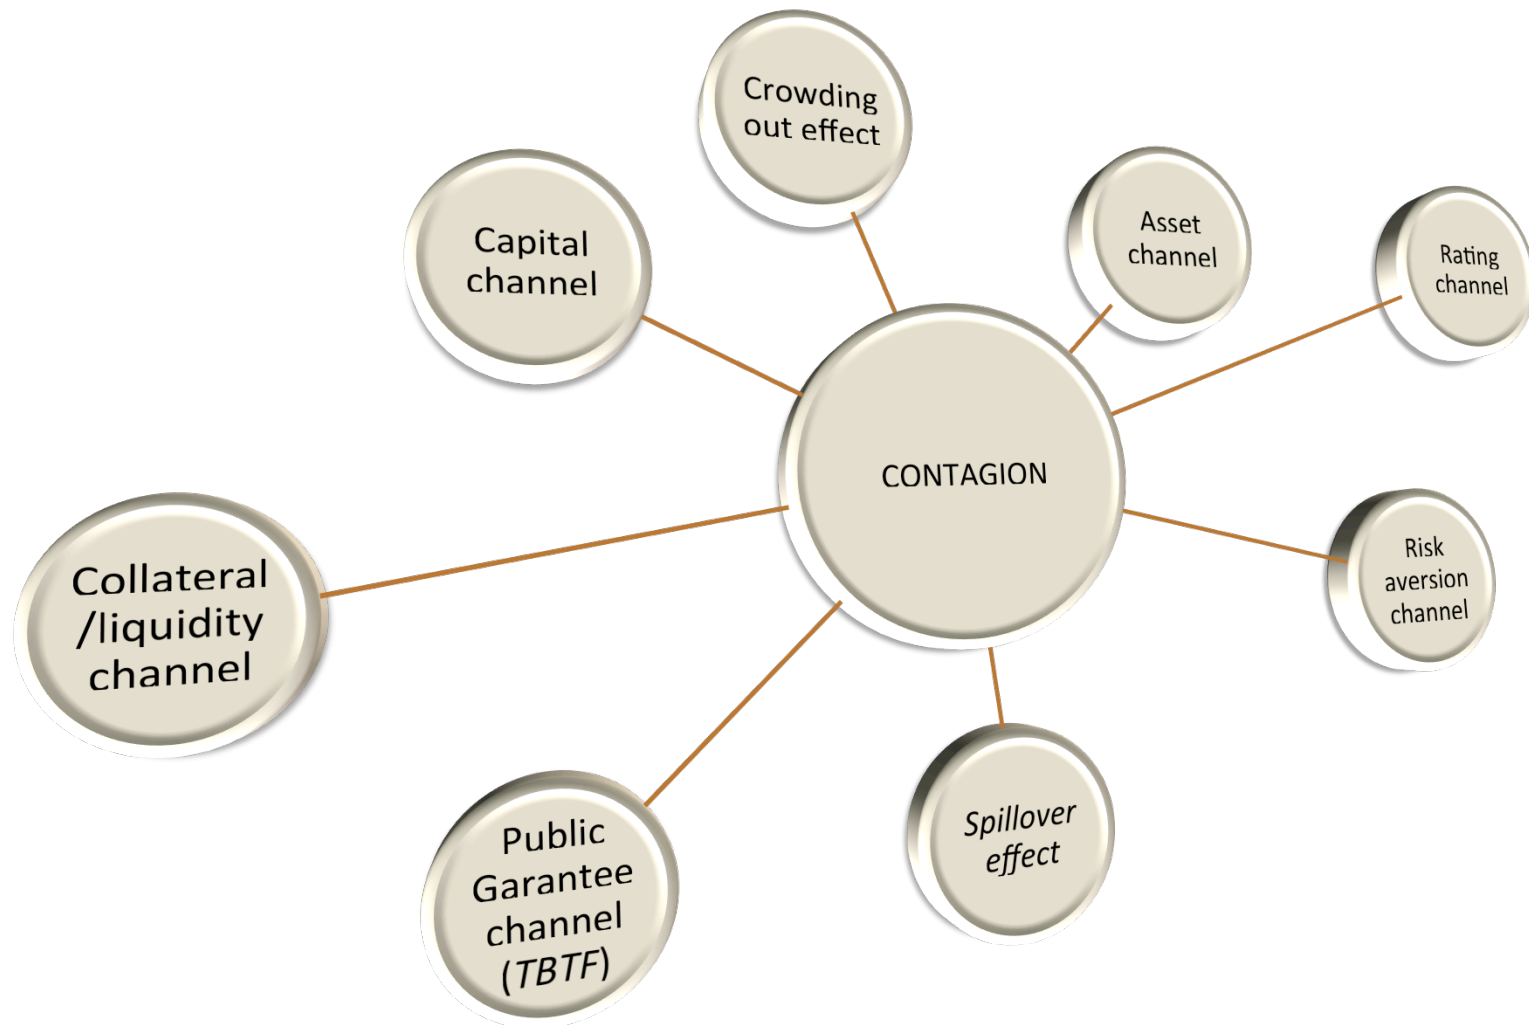 Crowding
out effect
Asset
channel
Rating
channel
Capital
channel
CONTAGION
Risk
aversion
channel
Collateral
/liquidity
channel
Spillover
effect
Public
Garantee
channel
(TBTF)